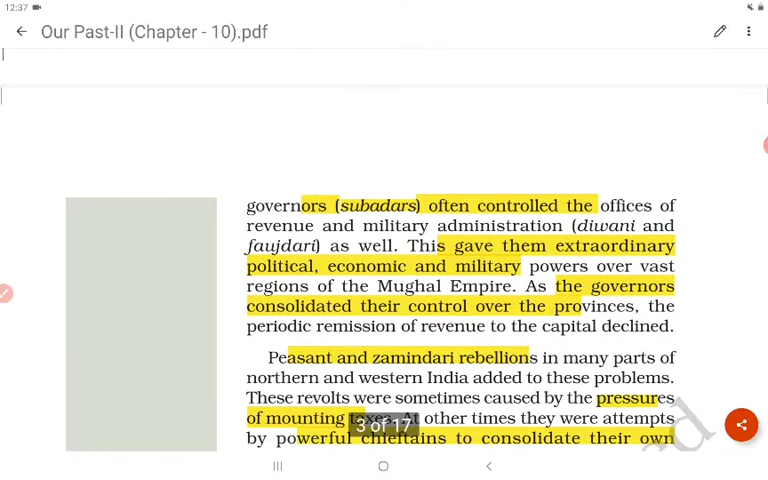 12:37
Our Past-II (Chapter - 10).pdf
governors (subadars) often controlled the offices of
revenue and military administration (diwani and
faujdari) as well. This gave them extraordinary
political, economic and military powers over vast
regions of the Mughal Empire. As the governors
consolidated their control over the provinces, the
periodic remission of revenue to the capital declined.
Peasant and zamindari rebellions in many parts of
northern and western India added to these problems.
These revolts were sometimes caused by the pressures
of mounting taxes. At other times they were attempts
3 of 17
by powerful chieftains to consolidate their own